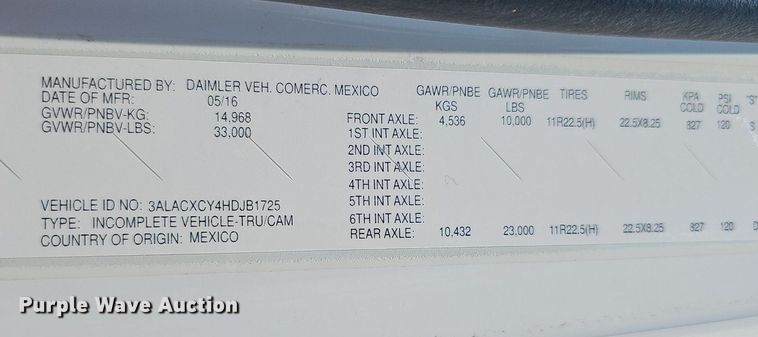 MANUFACTURED BY: DAIMLER VEH. COMERC. MEXICO
DATE OF MFR: 05/16
GVWR/PNBV-KG: 14,968
GVWR/PNBV-LBS: 33,000
VEHICLE ID NO: 3ALACXCY4HDJB1725
TYPE: INCOMPLETE VEHICLE-TRU/CAM
COUNTRY OF ORIGIN: MEXICO
GAWR/PNBE KGS GAWR/PNBE LBS TIRES RIMS KPA COLD PSI COLD "S"
FRONT AXLE: 4,536 10,000 11R22.5(H) 22.5X8.25 827 120 S
1ST INT AXLE:
2ND INT AXLE:
3RD INT AXLE:
4TH INT AXLE:
5TH INT AXLE:
6TH INT AXLE:
REAR AXLE: 10,432 23,000 11R22.5(H) 22.5X8.25 827 120 D
Purple Wave Auction